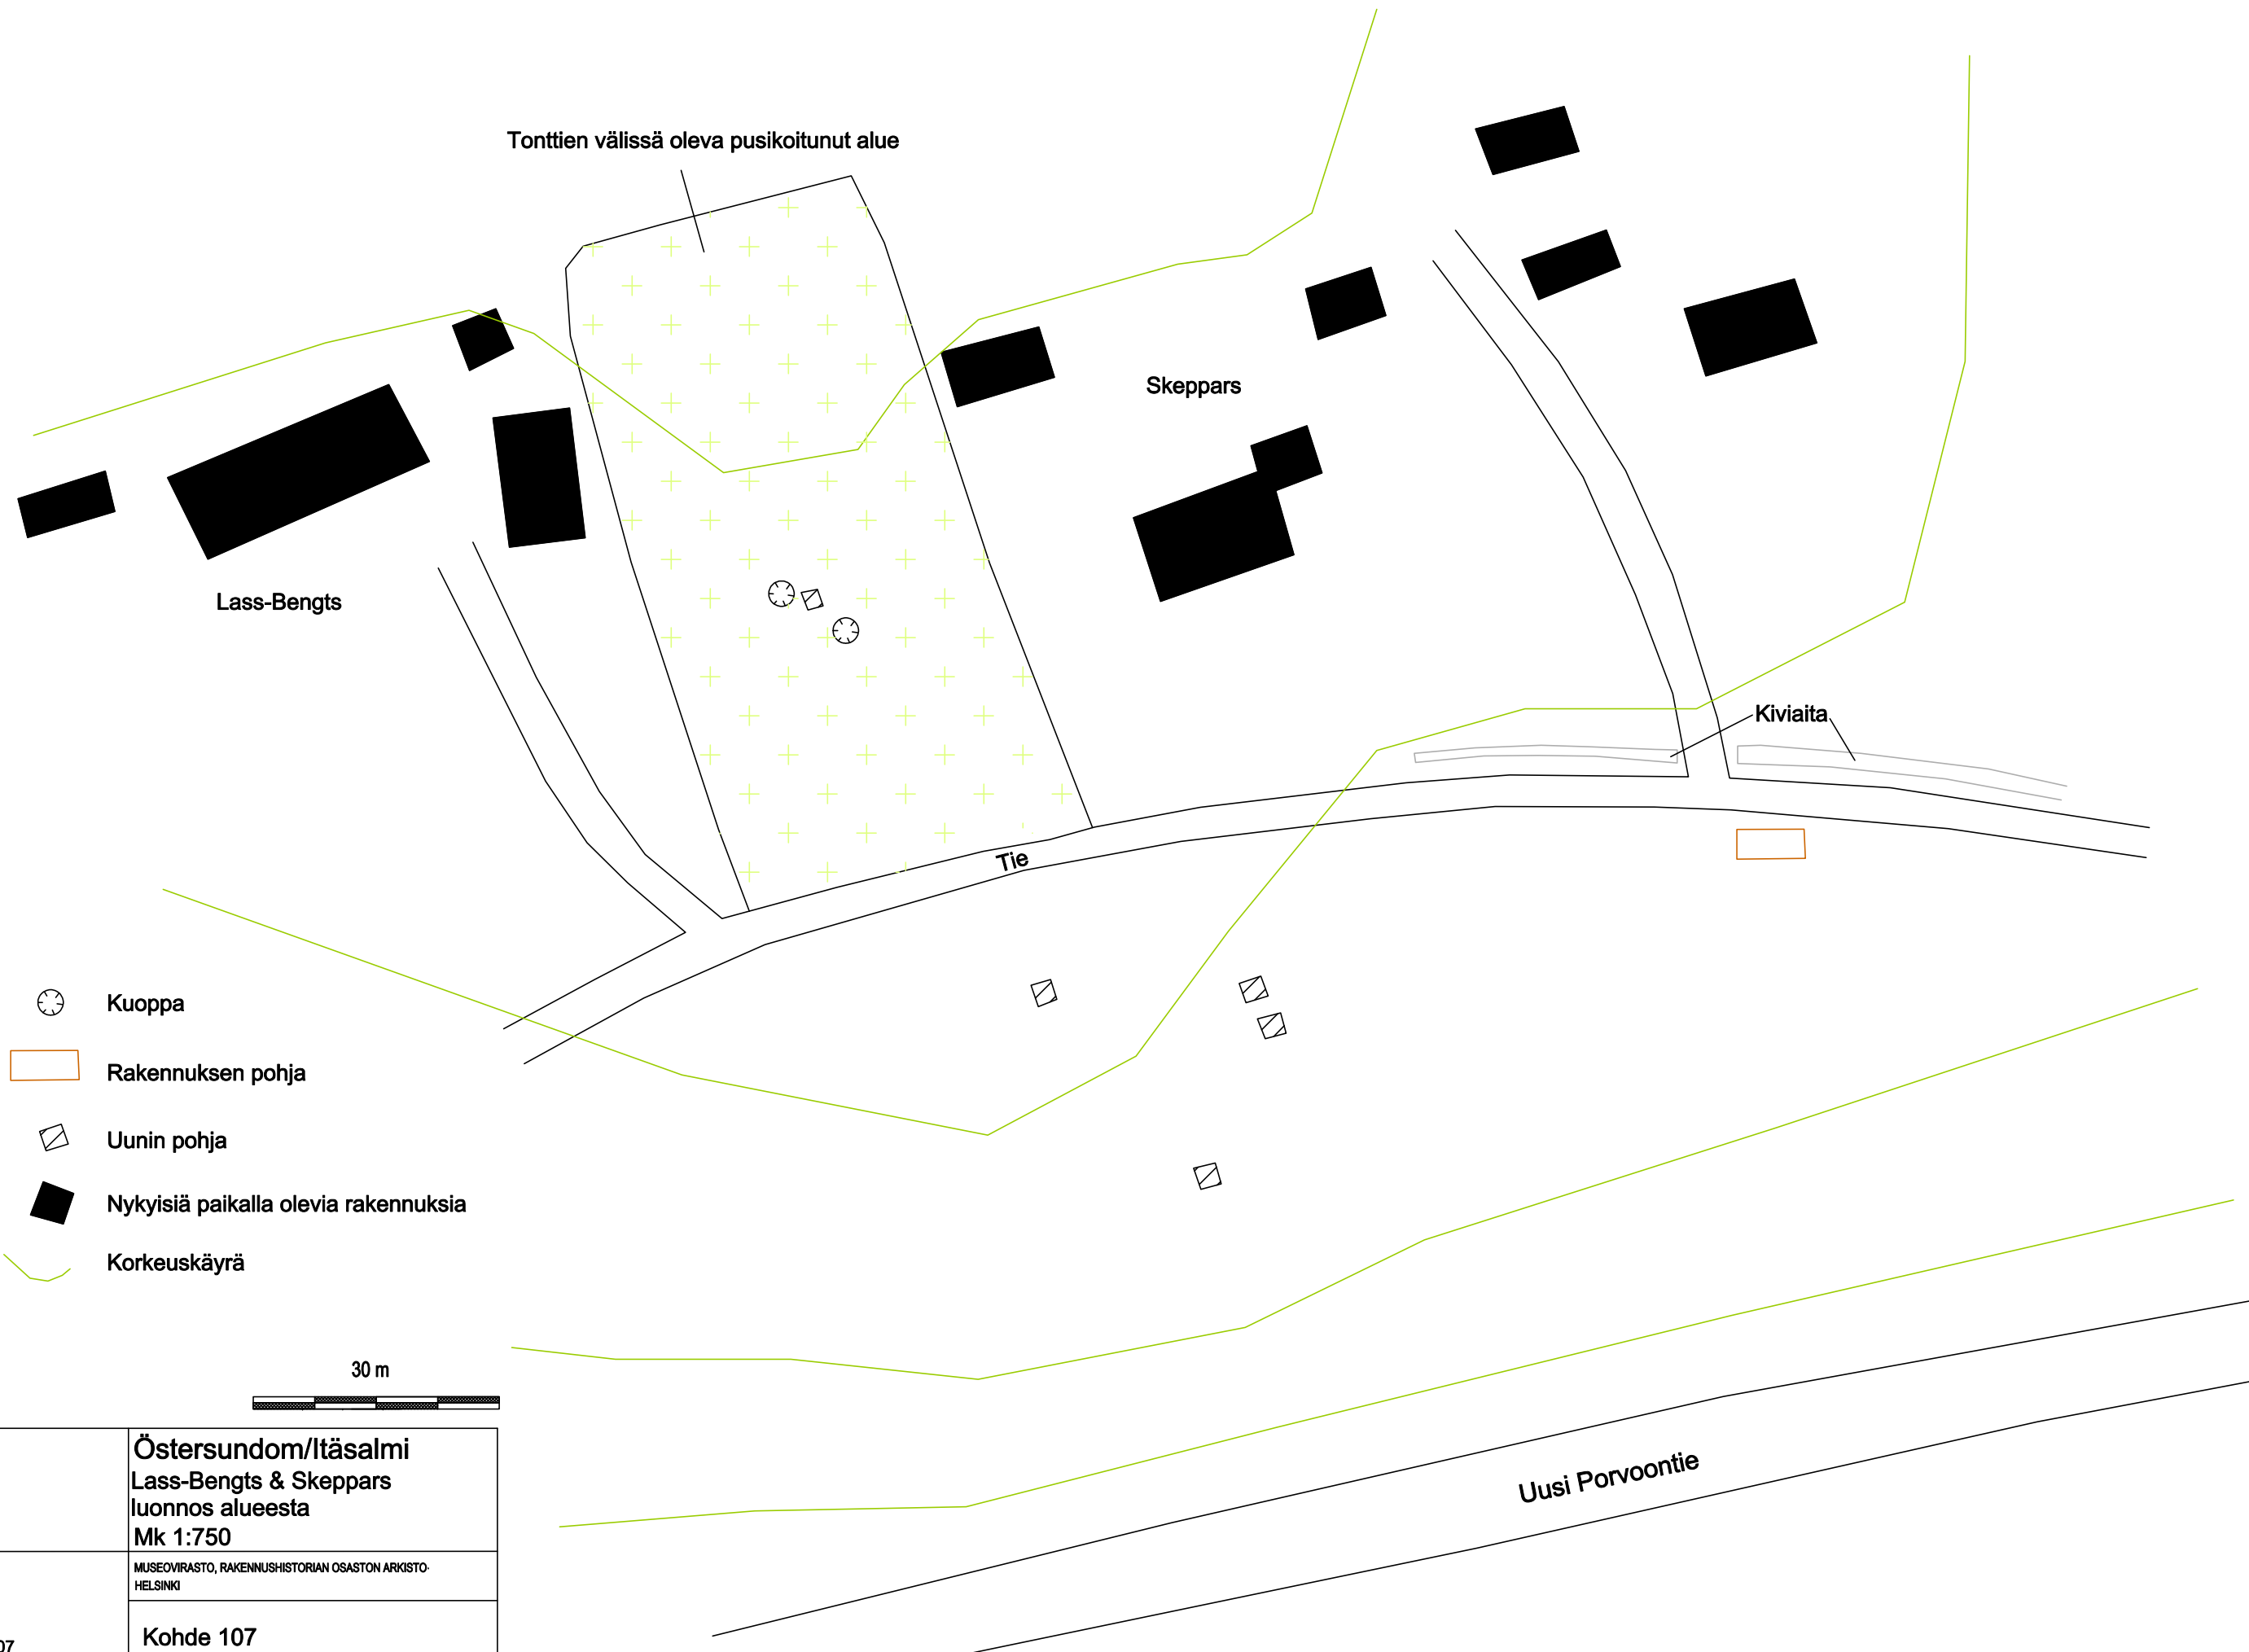 Tonttien välissä oleva pusikoitunut alue
Skeppars
Lass-Bengts
Kiviaita
Tie
Kuoppa
Rakennuksen pohja
Uunin pohja
Nykyisiä paikalla olevia rakennuksia
Korkeuskäyrä
30 m
Östersundom/Itäsalmi
Lass-Bengts & Skeppars
luonnos alueesta
Mk 1:750
MUSEOVIRASTO, RAKENNUSHISTORIAN OSASTON ARKISTO-
HELSINKI
Kohde 107
07
Uusi Porvoontie